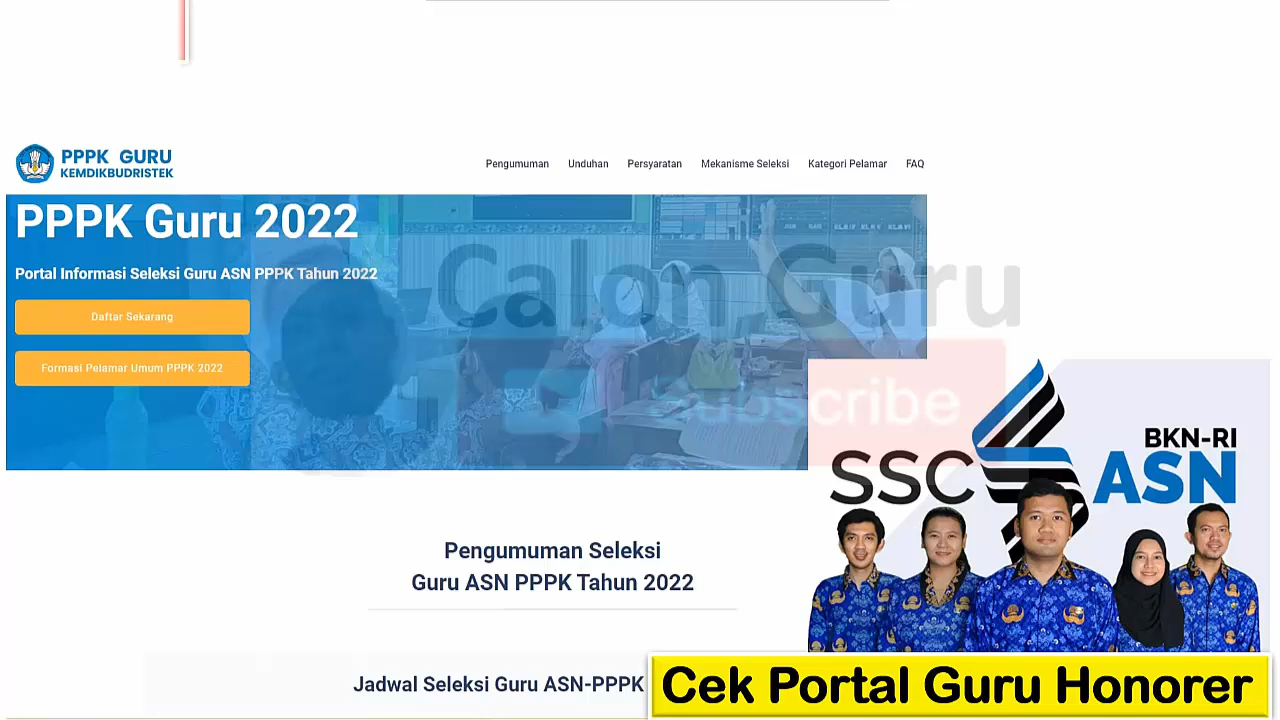 PPPK GURU
KEMDIKBUDRISTEK
Pengumuman Unduhan Persyaratan Mekanisme Seleksi Kategori Pelamar FAQ
PPPK Guru 2022
Portal Informasi Seleksi Guru ASN PPPK Tahun 2022
Daftar Sekarang
Formasi Pelamar Umum PPPK 2022
Calon Guru
Subscribe
BKN-RI
SSC ASN
Pengumuman Seleksi
Guru ASN PPPK Tahun 2022
Jadwal Seleksi Guru ASN-PPPK
Cek Portal Guru Honorer